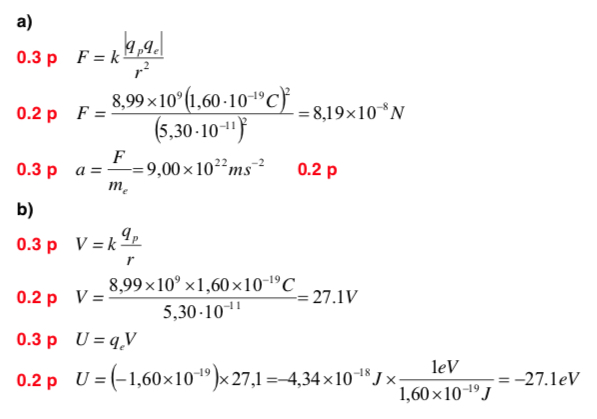 a)
0.3 p F = k |q_p q_e| / r²
0.2 p F = 8,99×10⁹(1,60·10⁻¹⁹C)² / (5,30·10⁻¹¹)² = 8,19×10⁻⁸ N
0.3 p a = F / m_e = 9,00×10²² ms⁻² 0.2 p
b)
0.3 p V = k q_p / r
0.2 p V = 8,99×10⁹ ×1,60×10⁻¹⁹C / 5,30·10⁻¹¹ = 27.1V
0.3 p U = q_e V
0.2 p U = (−1,60×10⁻¹⁹)×27,1 =−4,34×10⁻¹⁸ J × 1eV / 1,60×10⁻¹⁹ J = −27.1eV